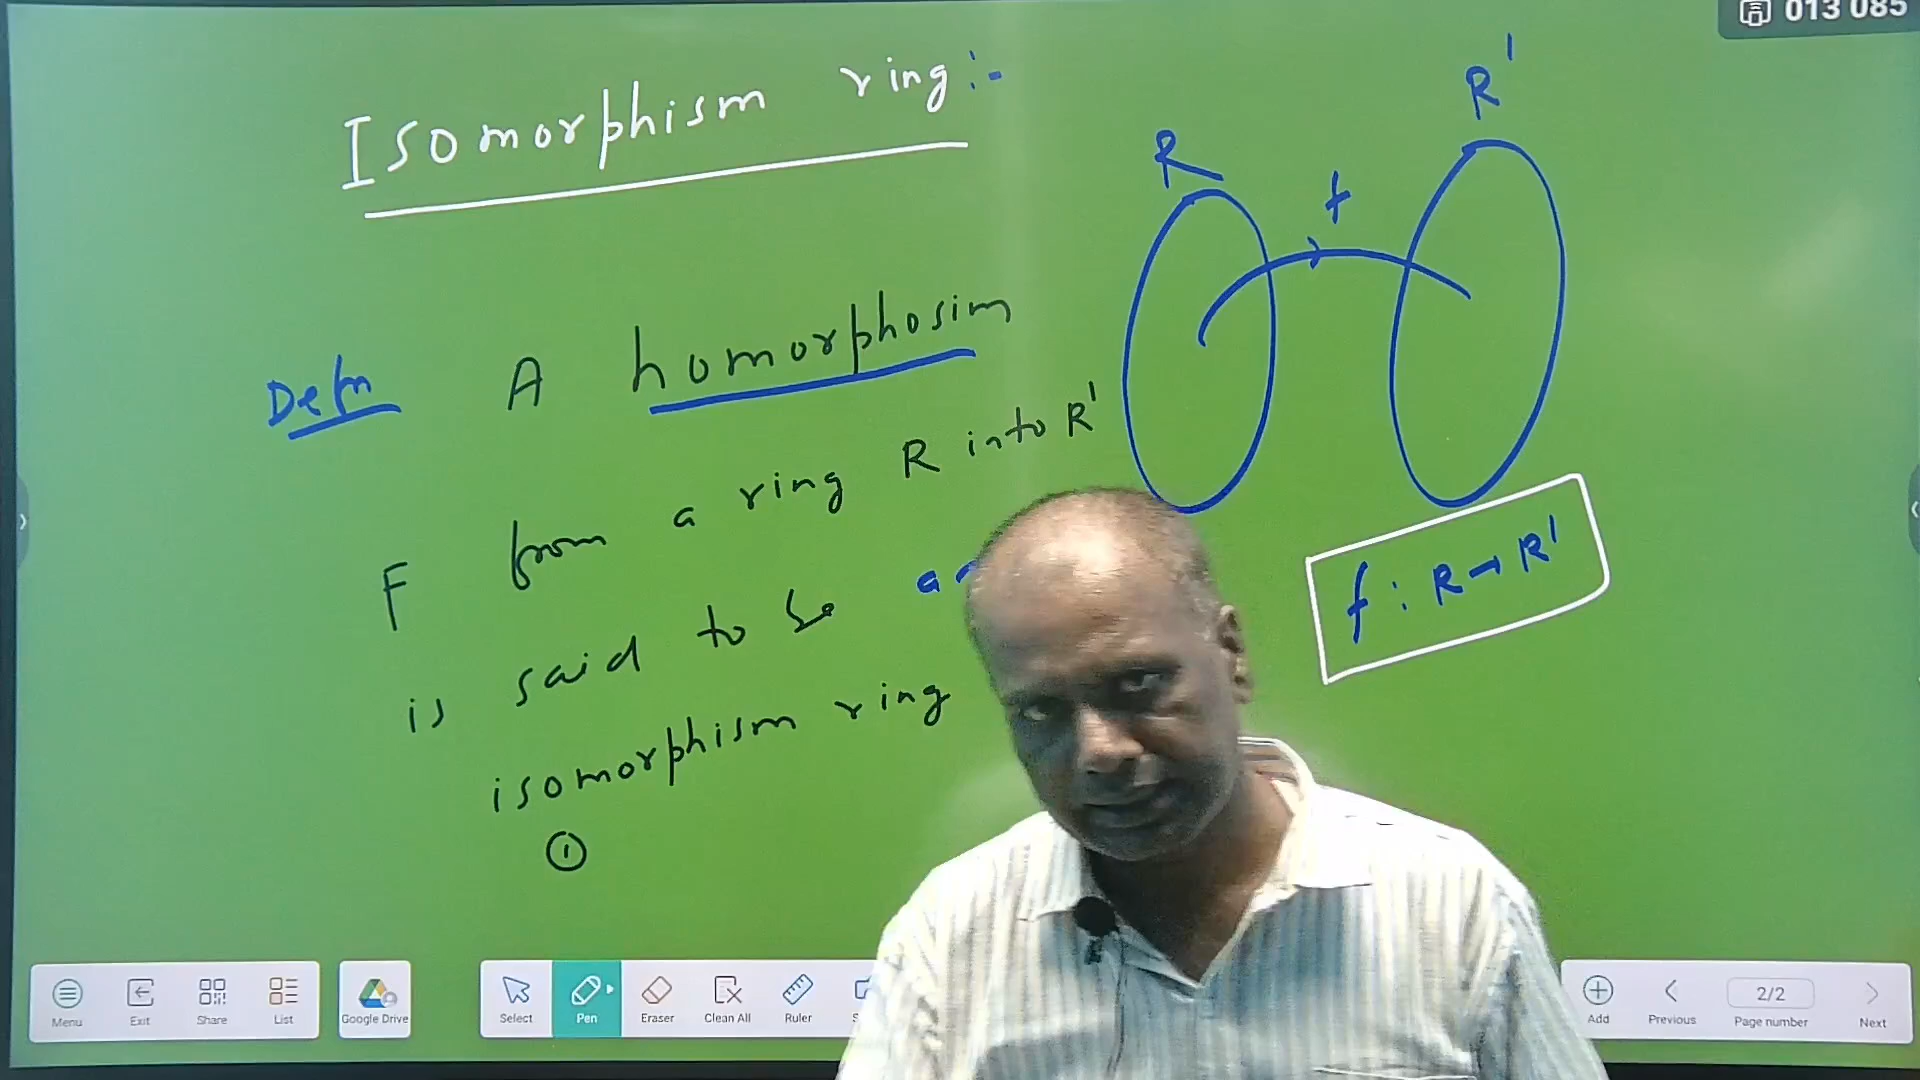 013 085
Isomorphism ring :-
R
R'
f
Defn A homorphosim
F from a ring R into R'
is said to be
isomorphism ring
①
f : R → R'
Menu
Exit
Share
List
Google Drive
Select
Pen
Eraser
Clean All
Ruler
Add
Previous
2/2
Page number
Next